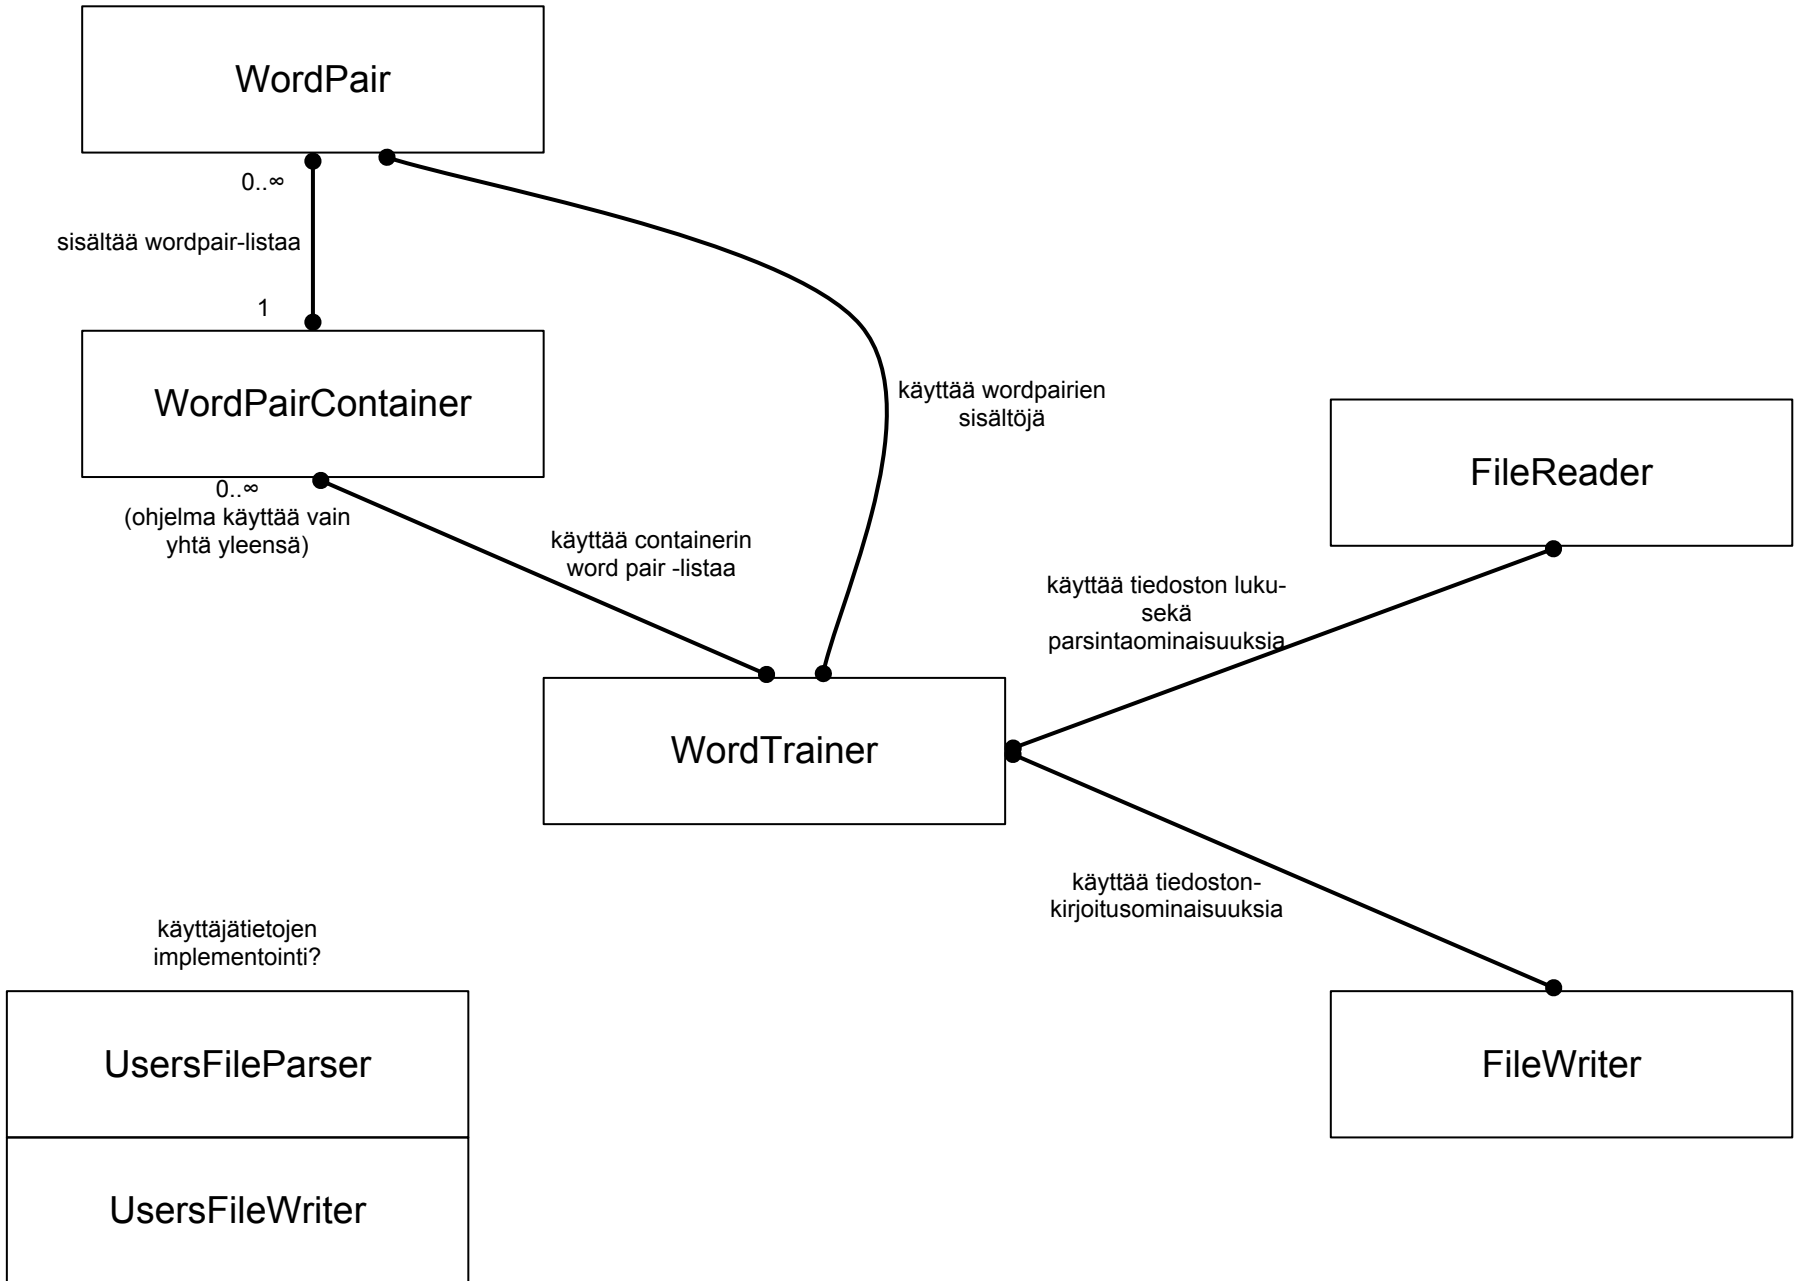 WordPair
0..∞
sisältää wordpair-listaa
1
WordPairContainer
0..∞
(ohjelma käyttää vain
yhtä yleensä)
käyttää containerin
word pair -listaa
käyttää wordpairien
sisältöjä
FileReader
käyttää tiedoston luku-
sekä
parsintaominaisuuksia
WordTrainer
käyttää tiedoston-
kirjoitusominaisuuksia
FileWriter
käyttäjätietojen
implementointi?
UsersFileParser
UsersFileWriter